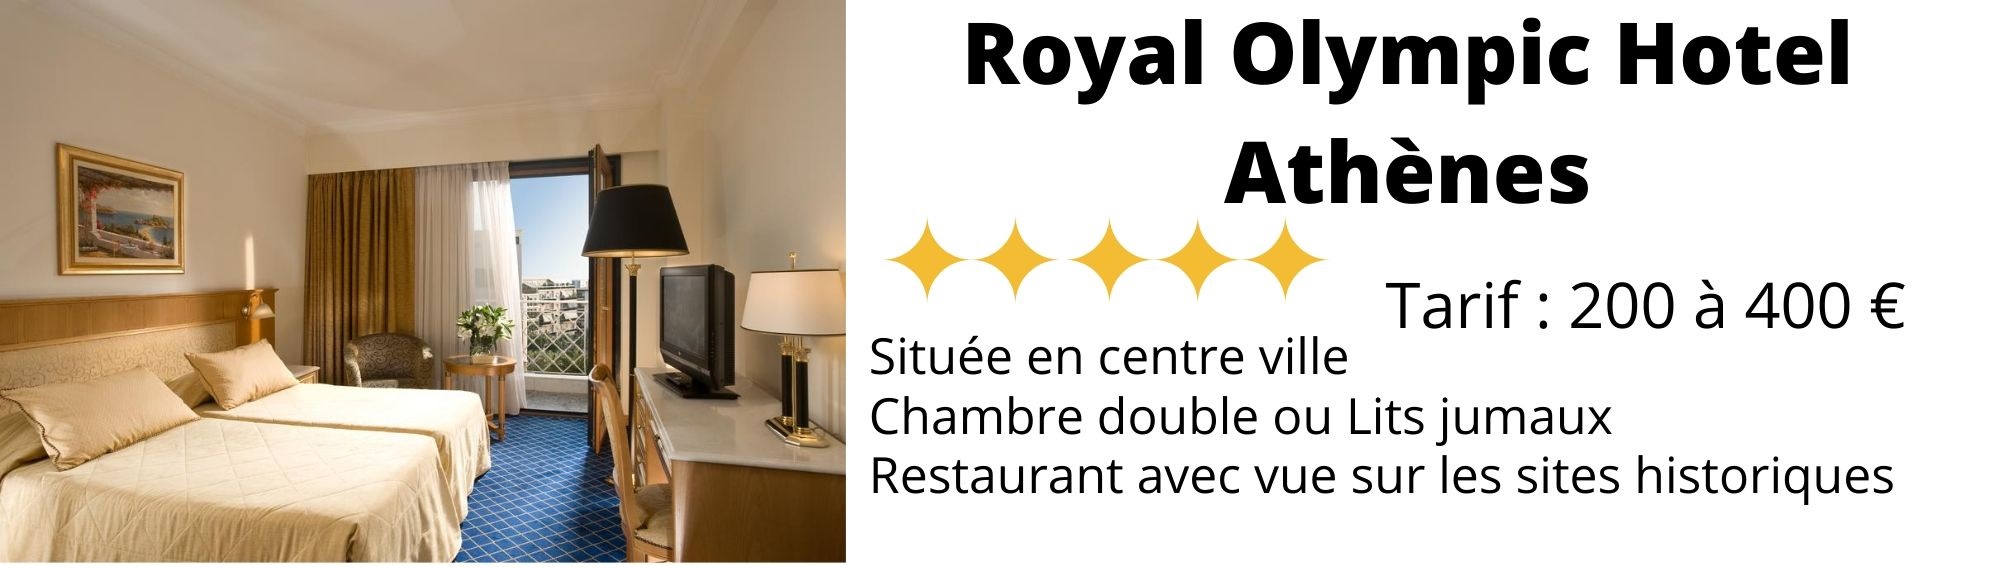 Royal Olympic Hotel
Athènes
Tarif : 200 à 400 €
Située en centre ville
Chambre double ou Lits jumaux
Restaurant avec vue sur les sites historiques